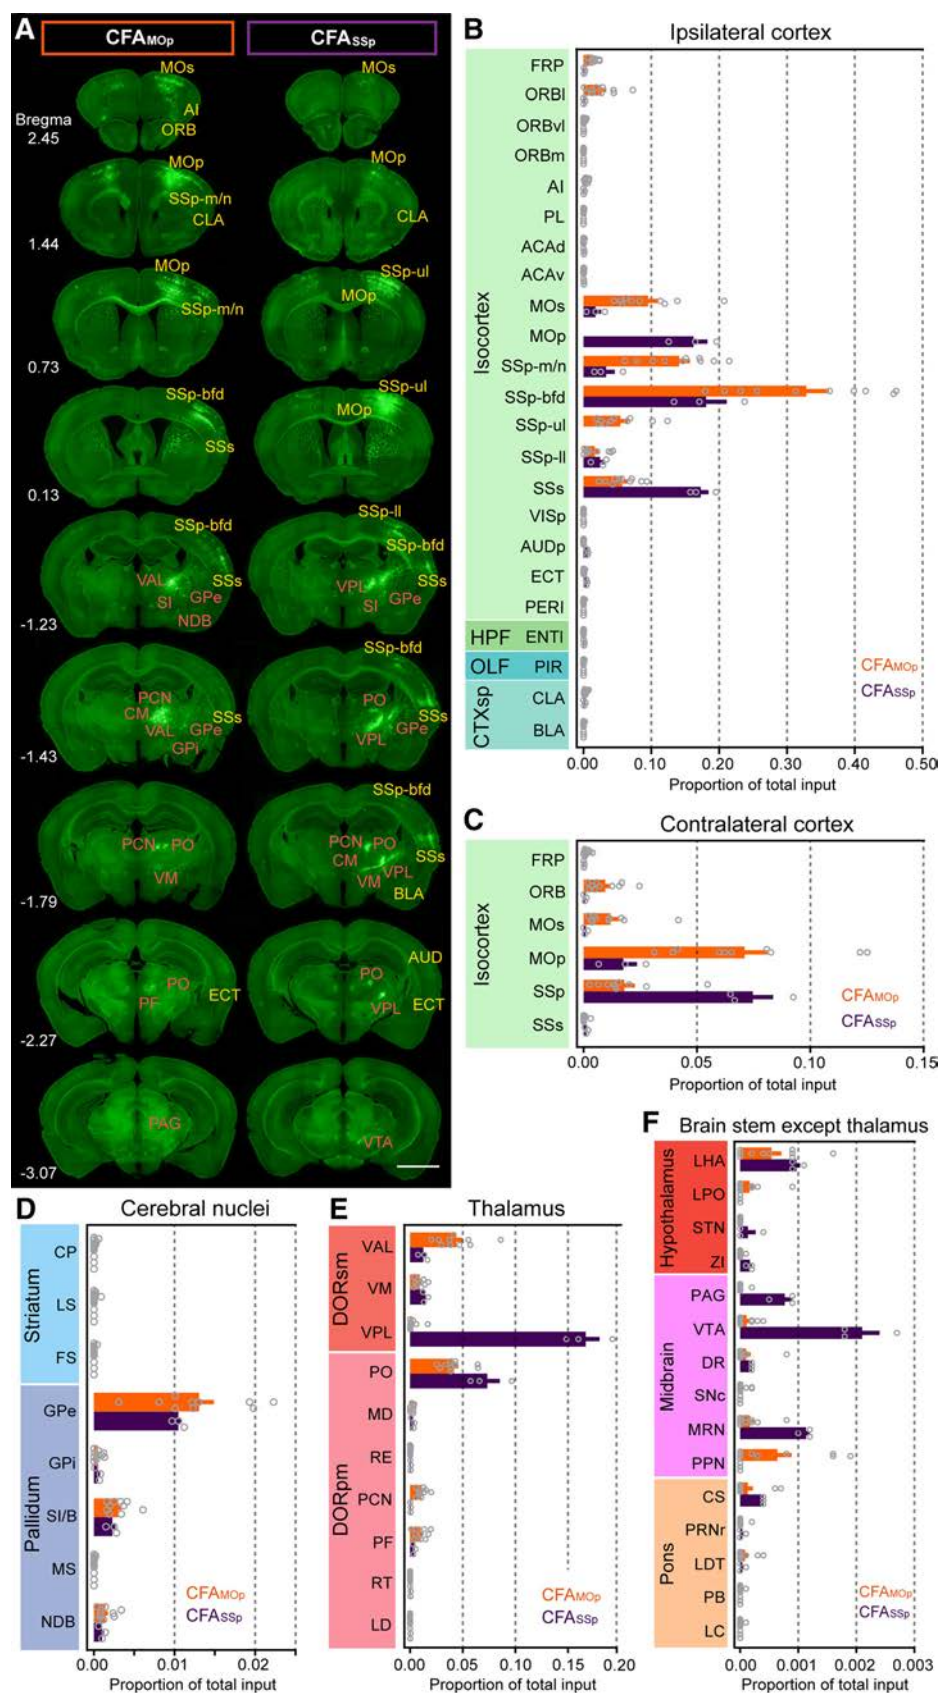 A
CFAMOp
CFASSp
Bregma
2.45
MOs
AI
ORB
MOs
1.44
MOp
SSp-m/n
CLA
MOp
CLA
0.73
MOp
SSp-m/n
SSp-ul
MOp
0.13
SSp-bfd
SSs
SSp-ul
MOp
-1.23
SSp-bfd
VAL
SSs
SI
GPe
NDB
SSp-ll
SSp-bfd
VPL
SSs
SI
GPe
-1.43
PCN
CM
SSs
VAL
GPe
GPi
SSp-bfd
PO
SSs
GPe
VPL
-1.79
PCN
PO
VM
SSp-bfd
PCN
PO
CM
SSs
VPL
VM
BLA
-2.27
PO
PF
ECT
AUD
PO
VPL
ECT
-3.07
PAG
VTA
B
Ipsilateral cortex
Isocortex
FRP
ORBl
ORBvl
ORBm
AI
PL
ACAd
ACAv
MOs
MOp
SSp-m/n
SSp-bfd
SSp-ul
SSp-ll
SSs
VISp
AUDp
ECT
PERI
HPF ENTl
OLF PIR
CTXsp
CLA
BLA
CFAMOp
CFASSp
0.00 0.10 0.20 0.30 0.40 0.50
Proportion of total input
C
Contralateral cortex
Isocortex
FRP
ORB
MOs
MOp
SSp
SSs
CFAMOp
CFASSp
0.00 0.05 0.10 0.15
Proportion of total input
D
Cerebral nuclei
Striatum
CP
LS
FS
Pallidum
GPe
GPi
SI/B
MS
NDB
CFAMOp
CFASSp
0.00 0.01 0.02
Proportion of total input
E
Thalamus
DORsm
VAL
VM
VPL
DORpm
PO
MD
RE
PCN
PF
RT
LD
CFAMOp
CFASSp
0.00 0.05 0.10 0.15 0.20
Proportion of total input
F
Brain stem except thalamus
Hypothalamus
LHA
LPO
STN
ZI
Midbrain
PAG
VTA
DR
SNc
MRN
PPN
Pons
CS
PRNr
LDT
PB
LC
CFAMOp
CFASSp
0.00 0.001 0.002 0.003
Proportion of total input